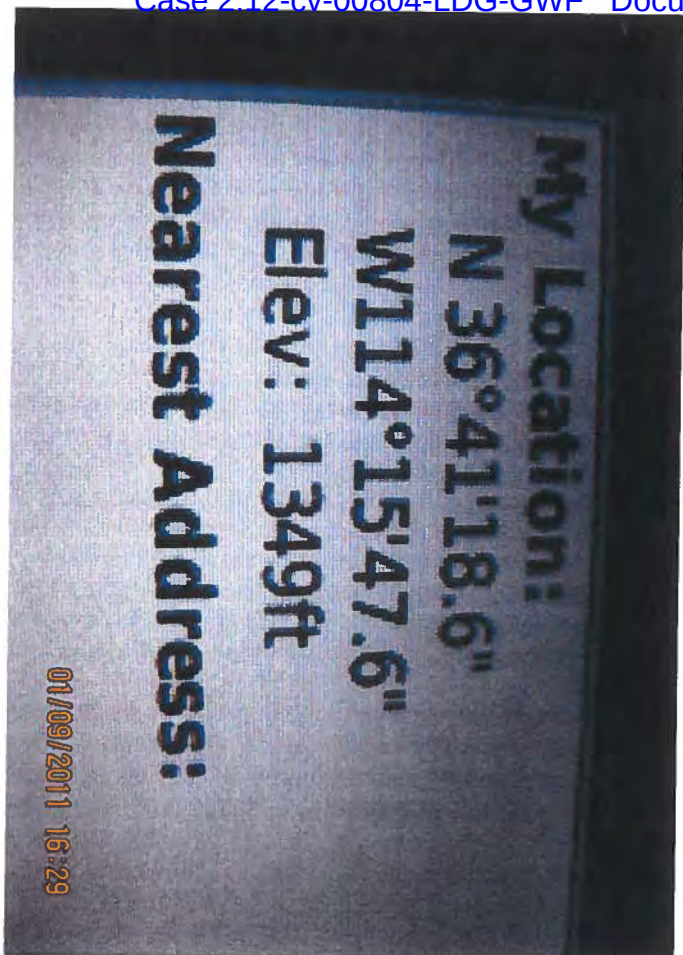 Case 2:12-cv-00804-LDG-GWF Docu
My Location:
N 36°41'18.6"
W114°15'47.6"
Elev: 1349ft
Nearest Address:
01/09/2011 16:29